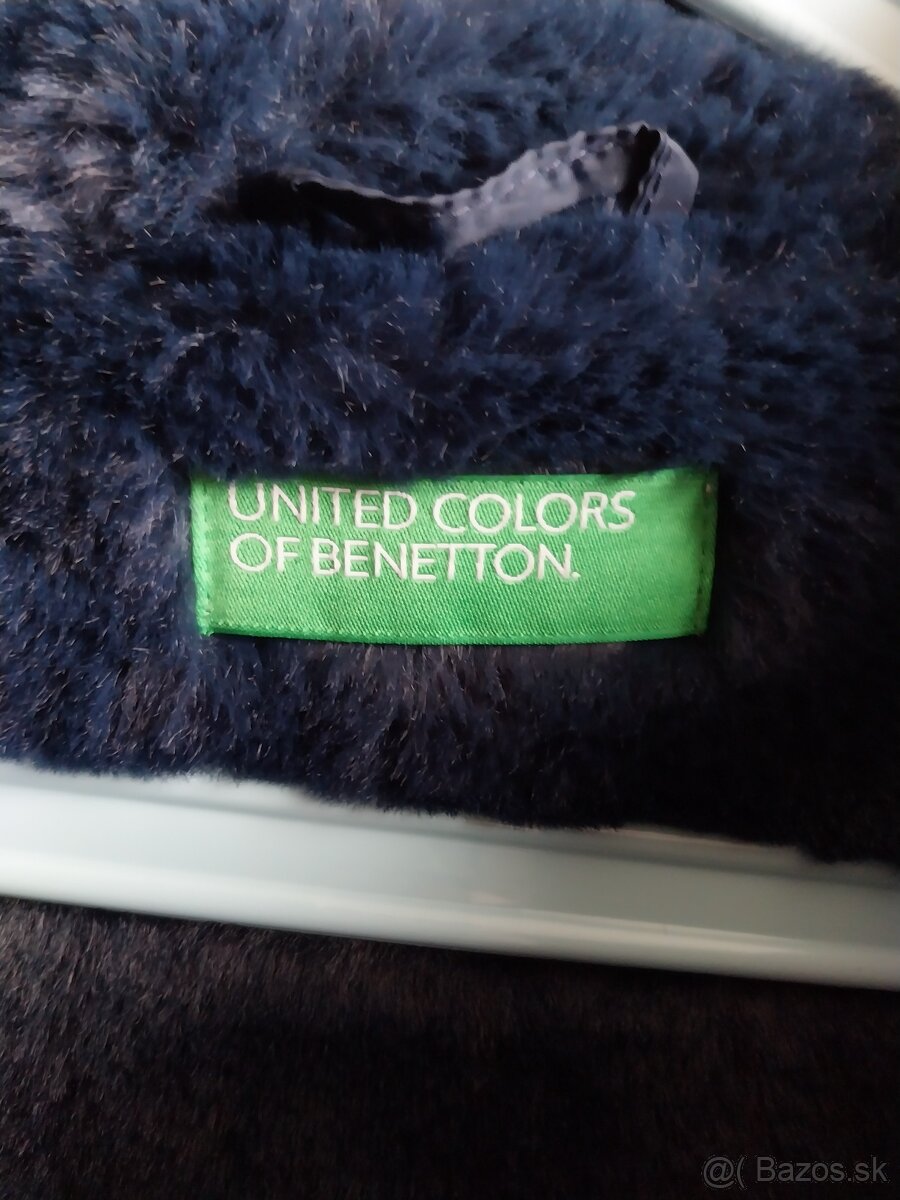 UNITED COLORS
OF BENETTON.
@( Bazos.sk